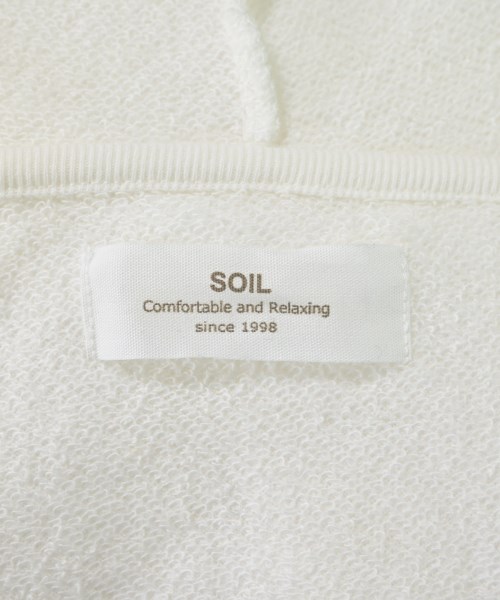 SOIL
Comfortable and Relaxing
since 1998